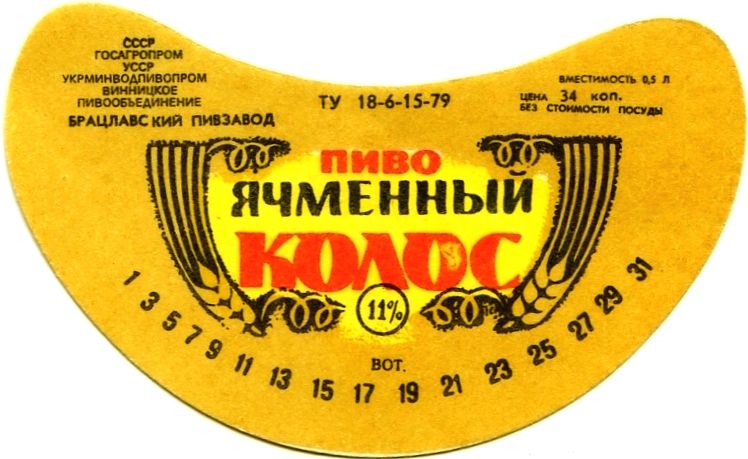 СССР
ГОСАГРОПРОМ
УССР
УКРМИНВОДПИВОПРОМ
ВИННИЦКОЕ
ПИВООБЪЕДИНЕНИЕ
БРАЦЛАВСКИЙ ПИВЗАВОД
ТУ 18-6-15-79
ВМЕСТИМОСТЬ 0,5 Л
ЦЕНА 34 КОП.
БЕЗ СТОИМОСТИ ПОСУДЫ
ПИВО
ЯЧМЕННЫЙ
КОЛОС
11%
ВОТ.
1 3 5 7 9 11 13 15 17 19 21 23 25 27 29 31